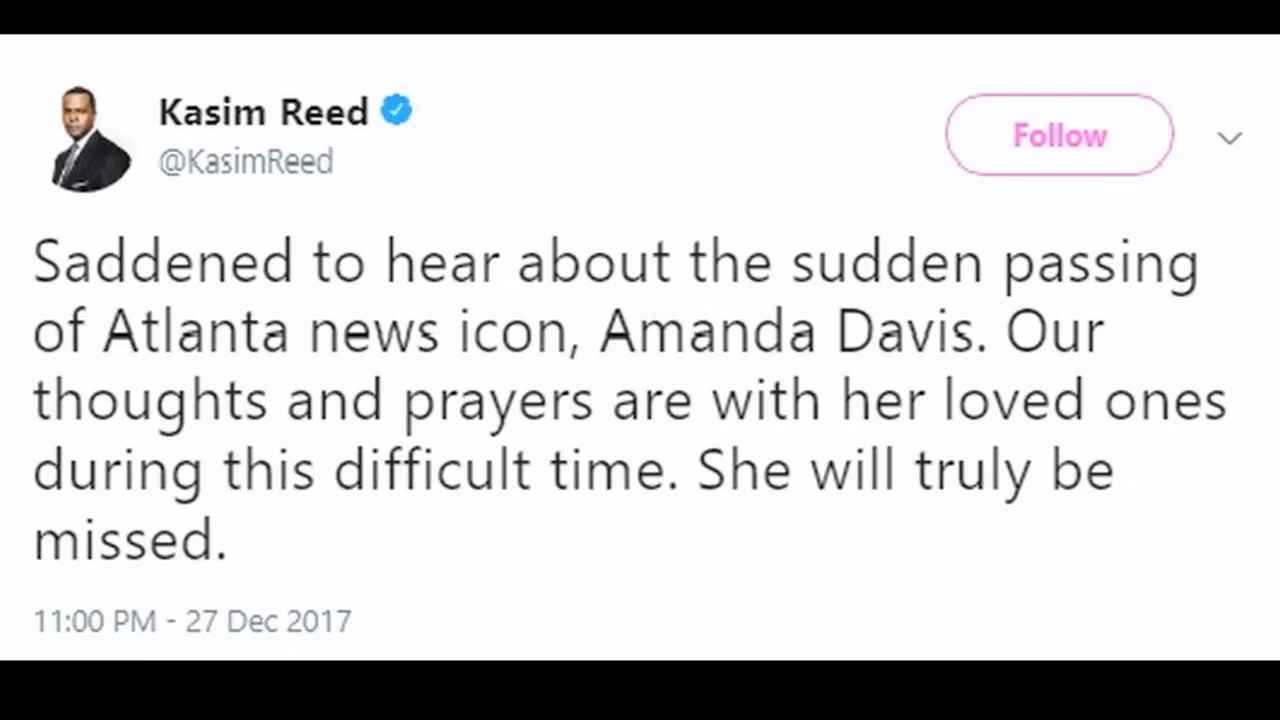 Kasim Reed
@KasimReed
Follow
Saddened to hear about the sudden passing
of Atlanta news icon, Amanda Davis. Our
thoughts and prayers are with her loved ones
during this difficult time. She will truly be
missed.
11:00 PM - 27 Dec 2017